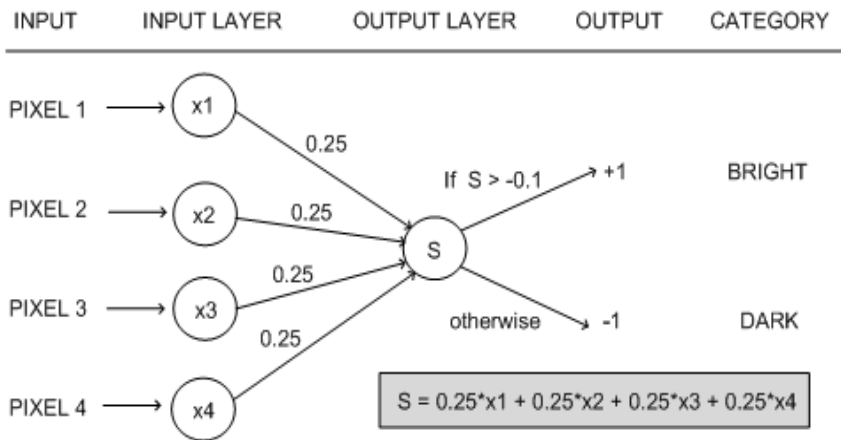 INPUT INPUT LAYER OUTPUT LAYER OUTPUT CATEGORY
PIXEL 1 x1
0.25
If S > -0.1 +1 BRIGHT
PIXEL 2 x2 0.25
S
0.25
PIXEL 3 x3
otherwise -1 DARK
0.25
PIXEL 4 x4
S = 0.25*x1 + 0.25*x2 + 0.25*x3 + 0.25*x4